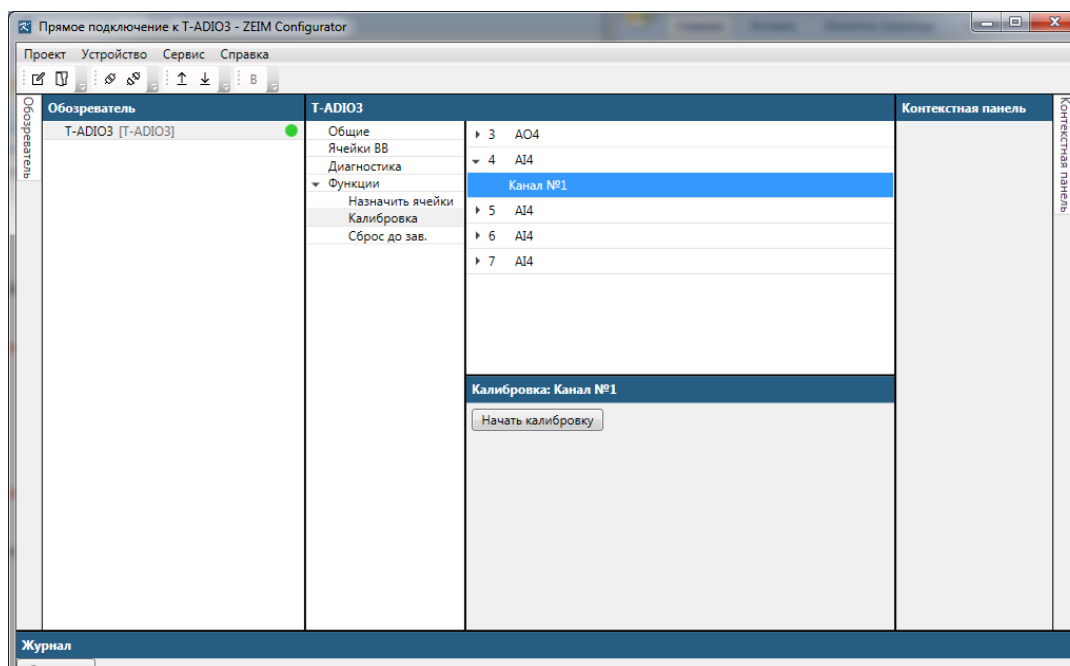 Прямое подключение к T-ADIO3 - ZEIM Configurator
Проект Устройство Сервис Справка
В
Обозреватель
Обозреватель
T-ADIO3 [T-ADIO3]
T-ADIO3
Общие
Ячейки ВВ
Диагностика
Функции
Назначить ячейки
Калибровка
Сброс до зав.
3 AO4
4 AI4
Канал №1
5 AI4
6 AI4
7 AI4
Калибровка: Канал №1
Начать калибровку
Контекстная панель
Контекстная панель
Журнал